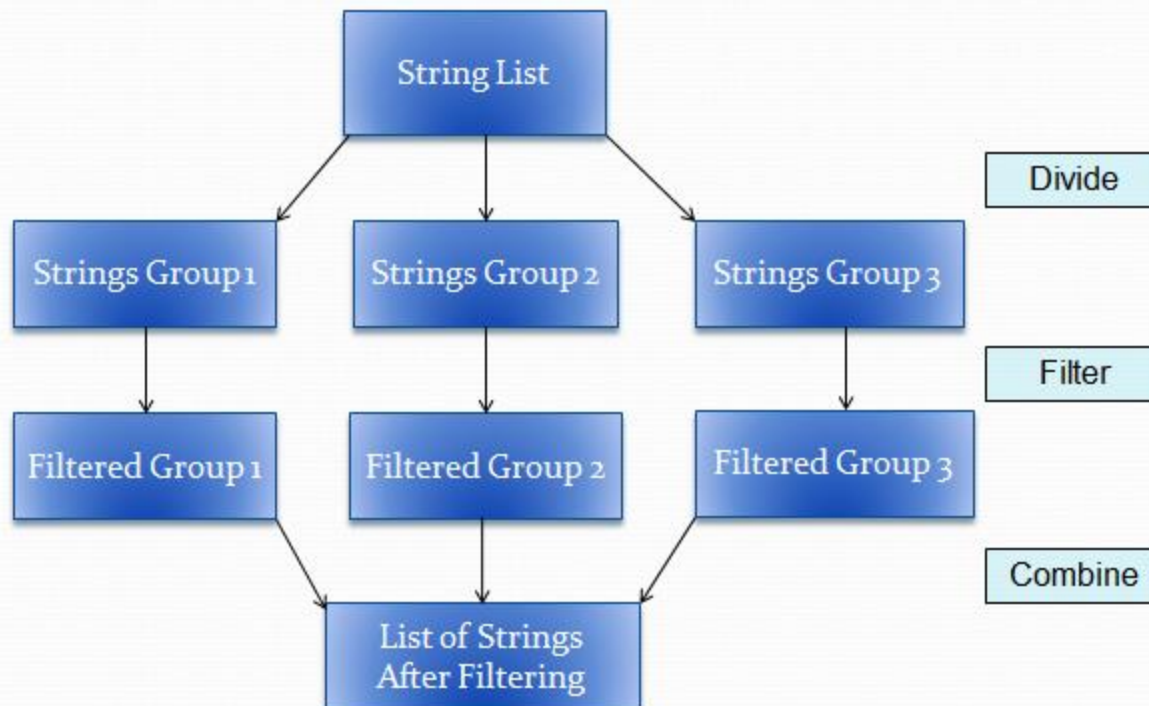 String List
Divide
Strings Group 1
Strings Group 2
Strings Group 3
Filter
Filtered Group 1
Filtered Group 2
Filtered Group 3
Combine
List of Strings
After Filtering